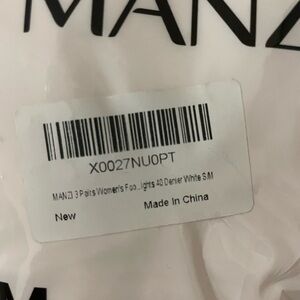 MANZ
X0027NU0PT
MANZI 3 Pairs Women's Foo...ights 40 Denier White S/M
New
Made In China
M